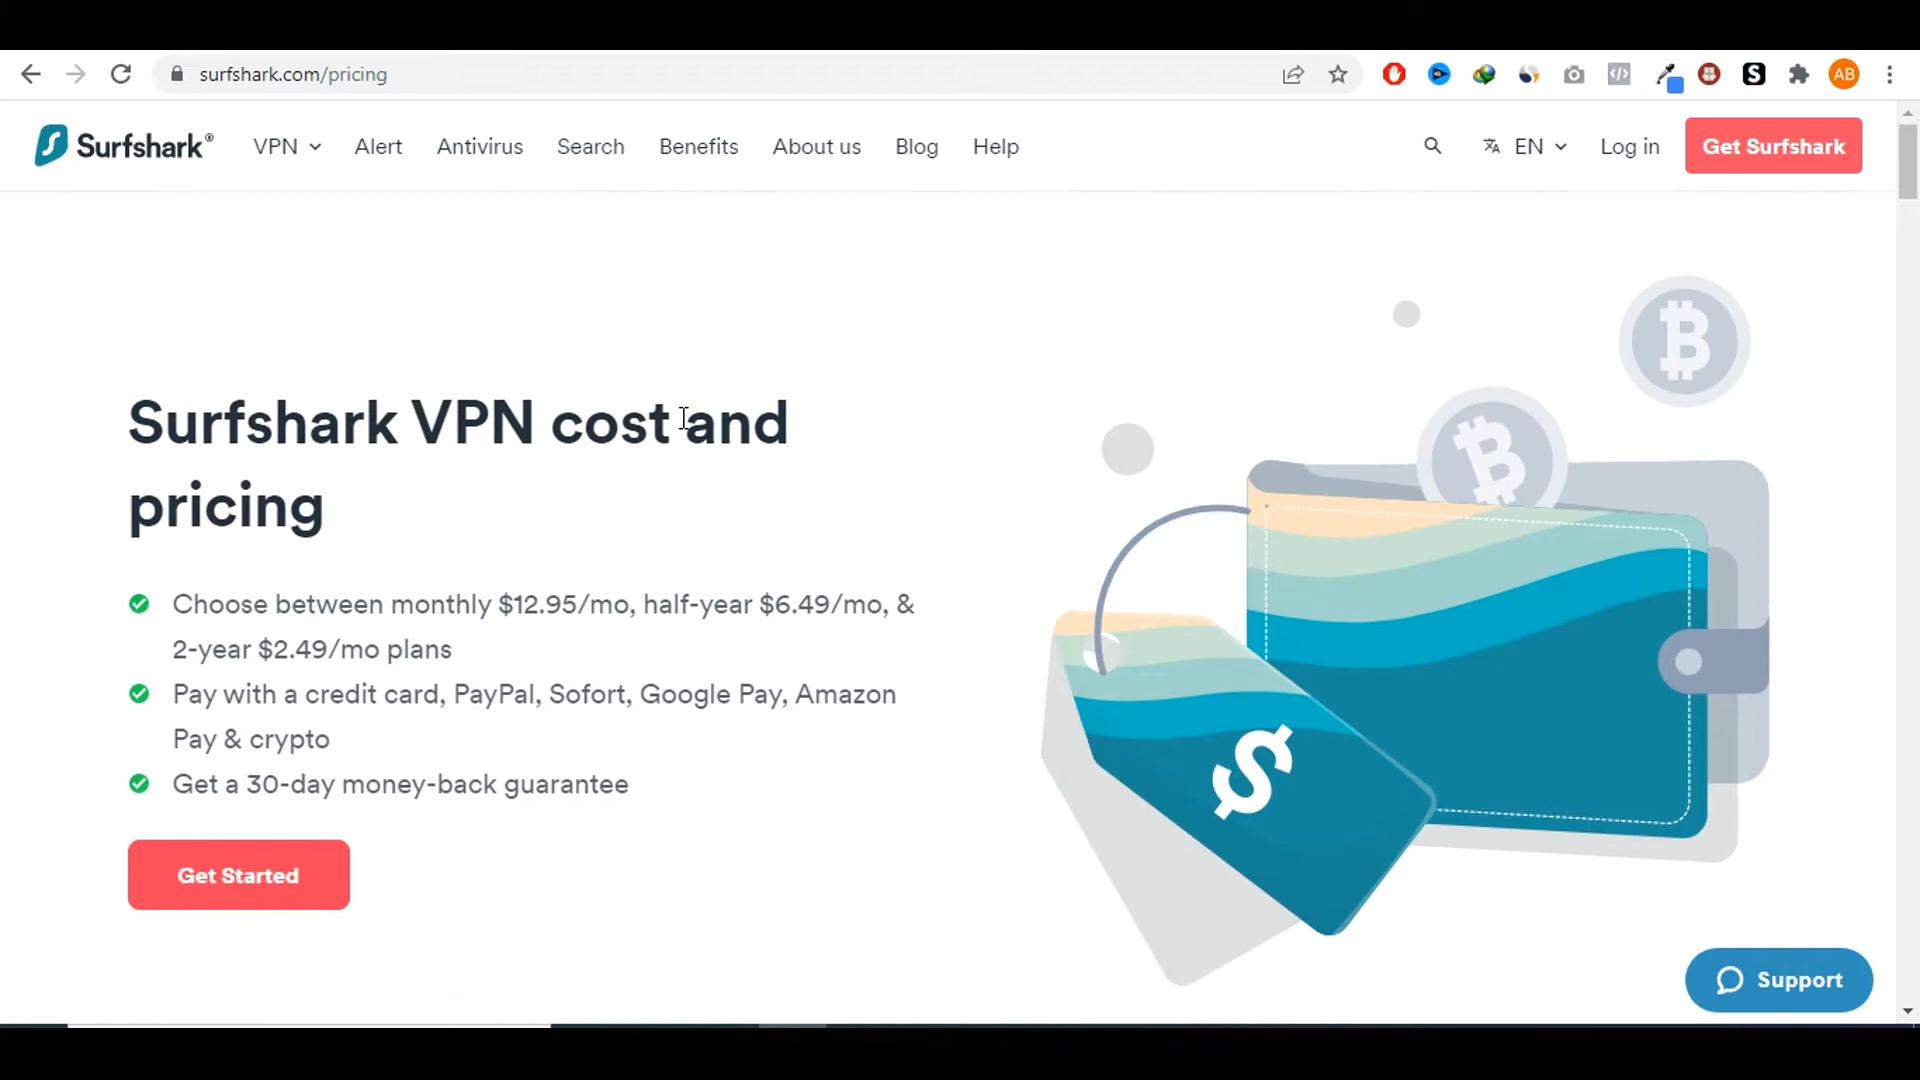 surfshark.com/pricing
AB
Surfshark®
VPN
Alert
Antivirus
Search
Benefits
About us
Blog
Help
EN
Log in
Get Surfshark
Surfshark VPN cost and
pricing
Choose between monthly $12.95/mo, half-year $6.49/mo, &
2-year $2.49/mo plans
Pay with a credit card, PayPal, Sofort, Google Pay, Amazon
Pay & crypto
Get a 30-day money-back guarantee
Get Started
$
Support